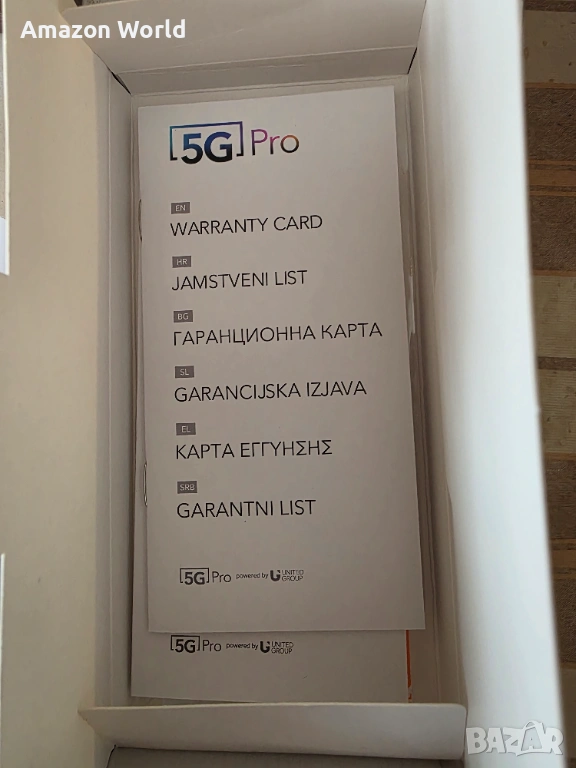 Amazon World
[5G] Pro
EN
WARRANTY CARD
HR
JAMSTVENI LIST
BG
ГАРАНЦИОННА КАРТА
SL
GARANCIJSKA IZJAVA
EL
ΚΑΡΤΑ ΕΓΓΥΗΣΗΣ
SRB
GARANTNI LIST
[5G] Pro powered by UNITED GROUP
[5G] Pro powered by UNITED GROUP
BAZAR